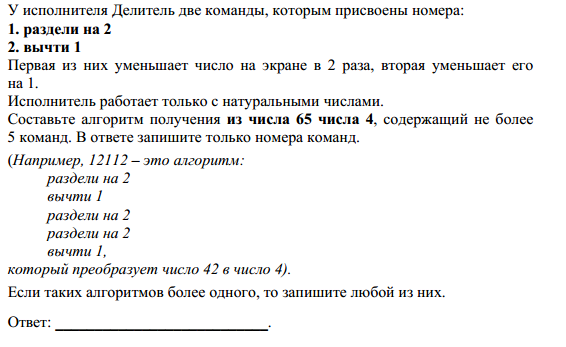 У исполнителя Делитель две команды, которым присвоены номера:
1. раздели на 2
2. вычти 1
Первая из них уменьшает число на экране в 2 раза, вторая уменьшает его
на 1.
Исполнитель работает только с натуральными числами.
Составьте алгоритм получения из числа 65 числа 4, содержащий не более
5 команд. В ответе запишите только номера команд.
(Например, 12112 – это алгоритм:
раздели на 2
вычти 1
раздели на 2
раздели на 2
вычти 1,
который преобразует число 42 в число 4).
Если таких алгоритмов более одного, то запишите любой из них.
Ответ: ___________________________.